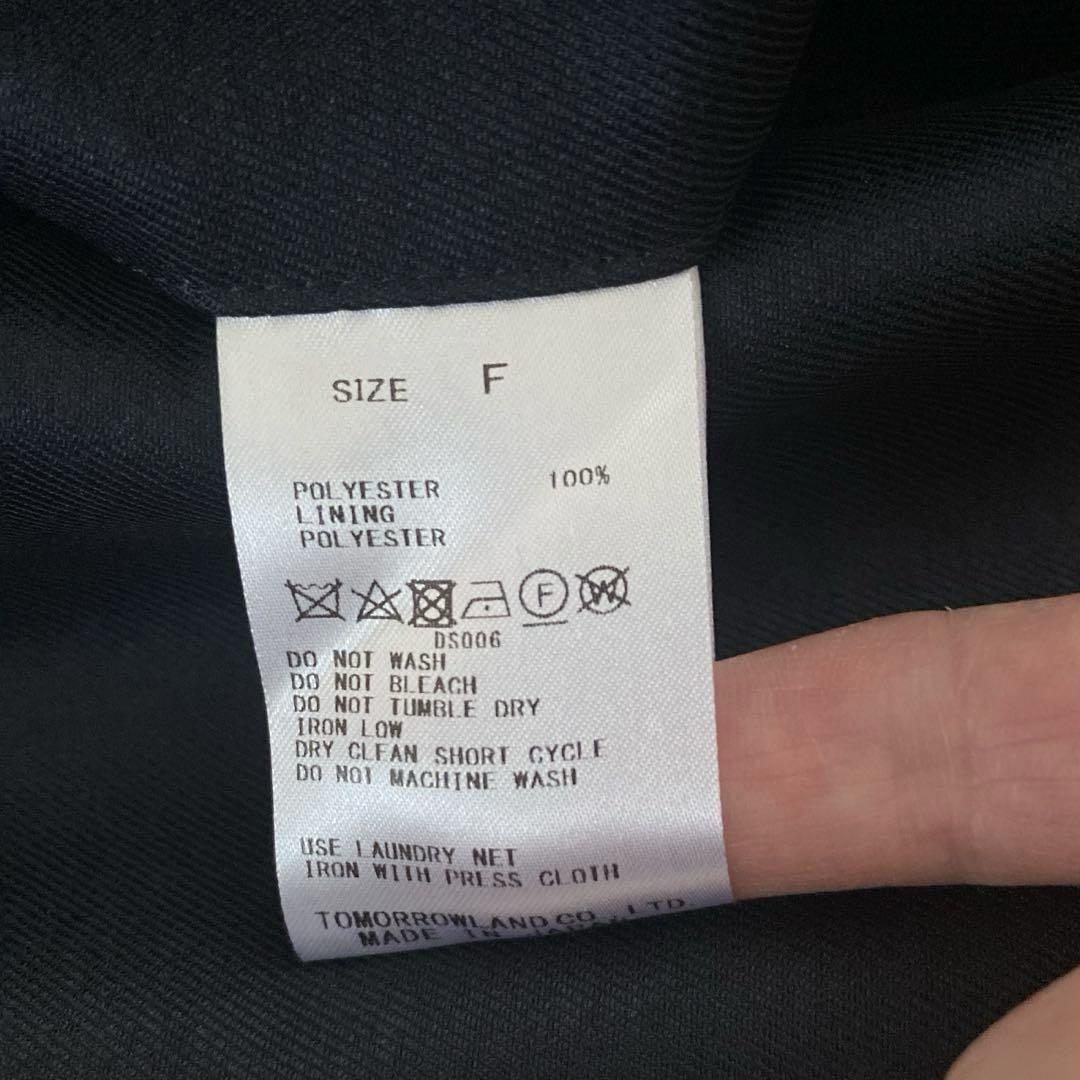 SIZE F
POLYESTER 100%
LINING
POLYESTER
F W
DS006
DO NOT WASH
DO NOT BLEACH
DO NOT TUMBLE DRY
IRON LOW
DRY CLEAN SHORT CYCLE
DO NOT MACHINE WASH
USE LAUNDRY NET
IRON WITH PRESS CLOTH
TOMORROWLAND CO., LTD
MADE IN